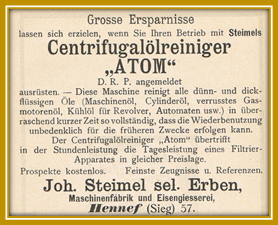 Grosse Ersparnisse
lassen sich erzielen, wenn Sie Ihren Betrieb mit Steimels
Centrifugalölreiniger
„ATOM“
D. R. P. angemeldet
ausrüsten. — Diese Maschine reinigt alle dünn- und dick-
flüssigen Öle (Maschinenöl, Cylinderöl, verrusstes Gas-
motorenöl, Kühlöl für Revolver, Automaten usw.) in über-
raschend kurzer Zeit so vollständig, dass die Wiederbenutzung
unbedenklich für die früheren Zwecke erfolgen kann.
Der Centrifugalölreiniger „Atom“ übertrifft
in der Stundenleistung die Tagesleistung eines Filtrier-
Apparates in gleicher Preislage.
Prospekte kostenlos. Feinste Zeugnisse u. Referenzen.
Joh. Steimel sel. Erben,
Maschinenfabrik und Eisengiesserei,
Hennef (Sieg) 57.